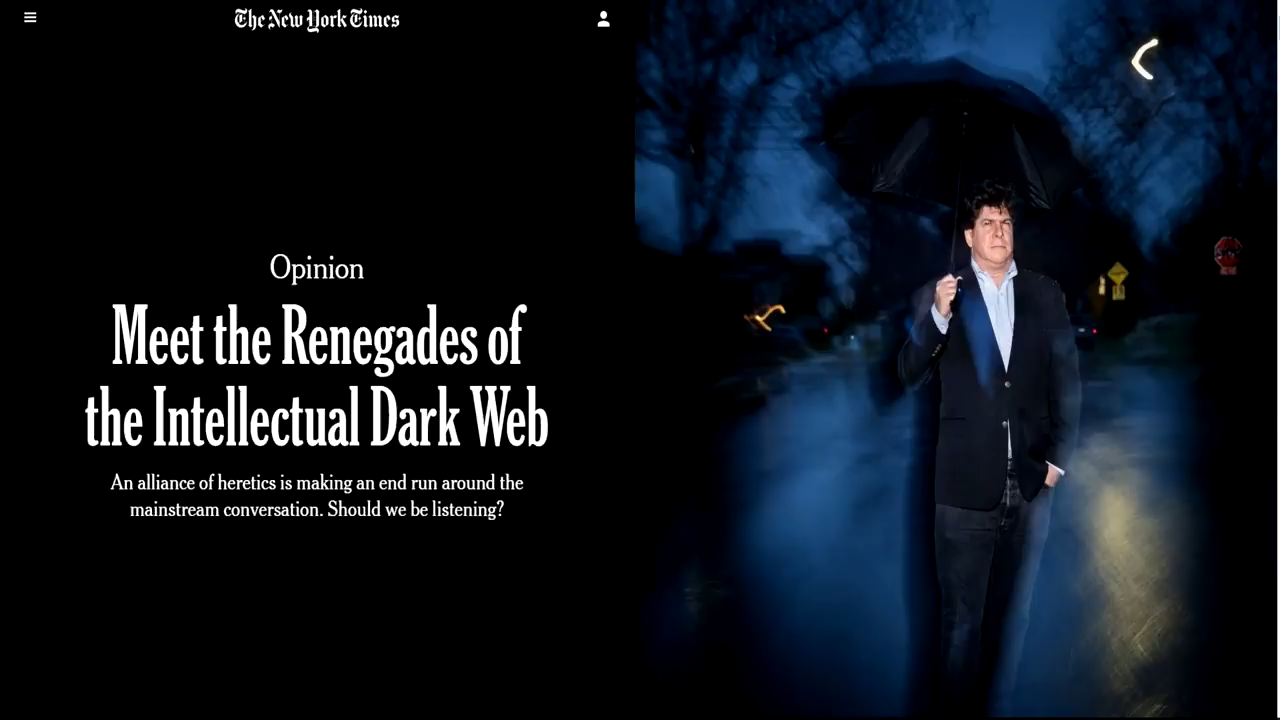 The New York Times
Opinion
Meet the Renegades of
the Intellectual Dark Web
An alliance of heretics is making an end run around the
mainstream conversation. Should we be listening?